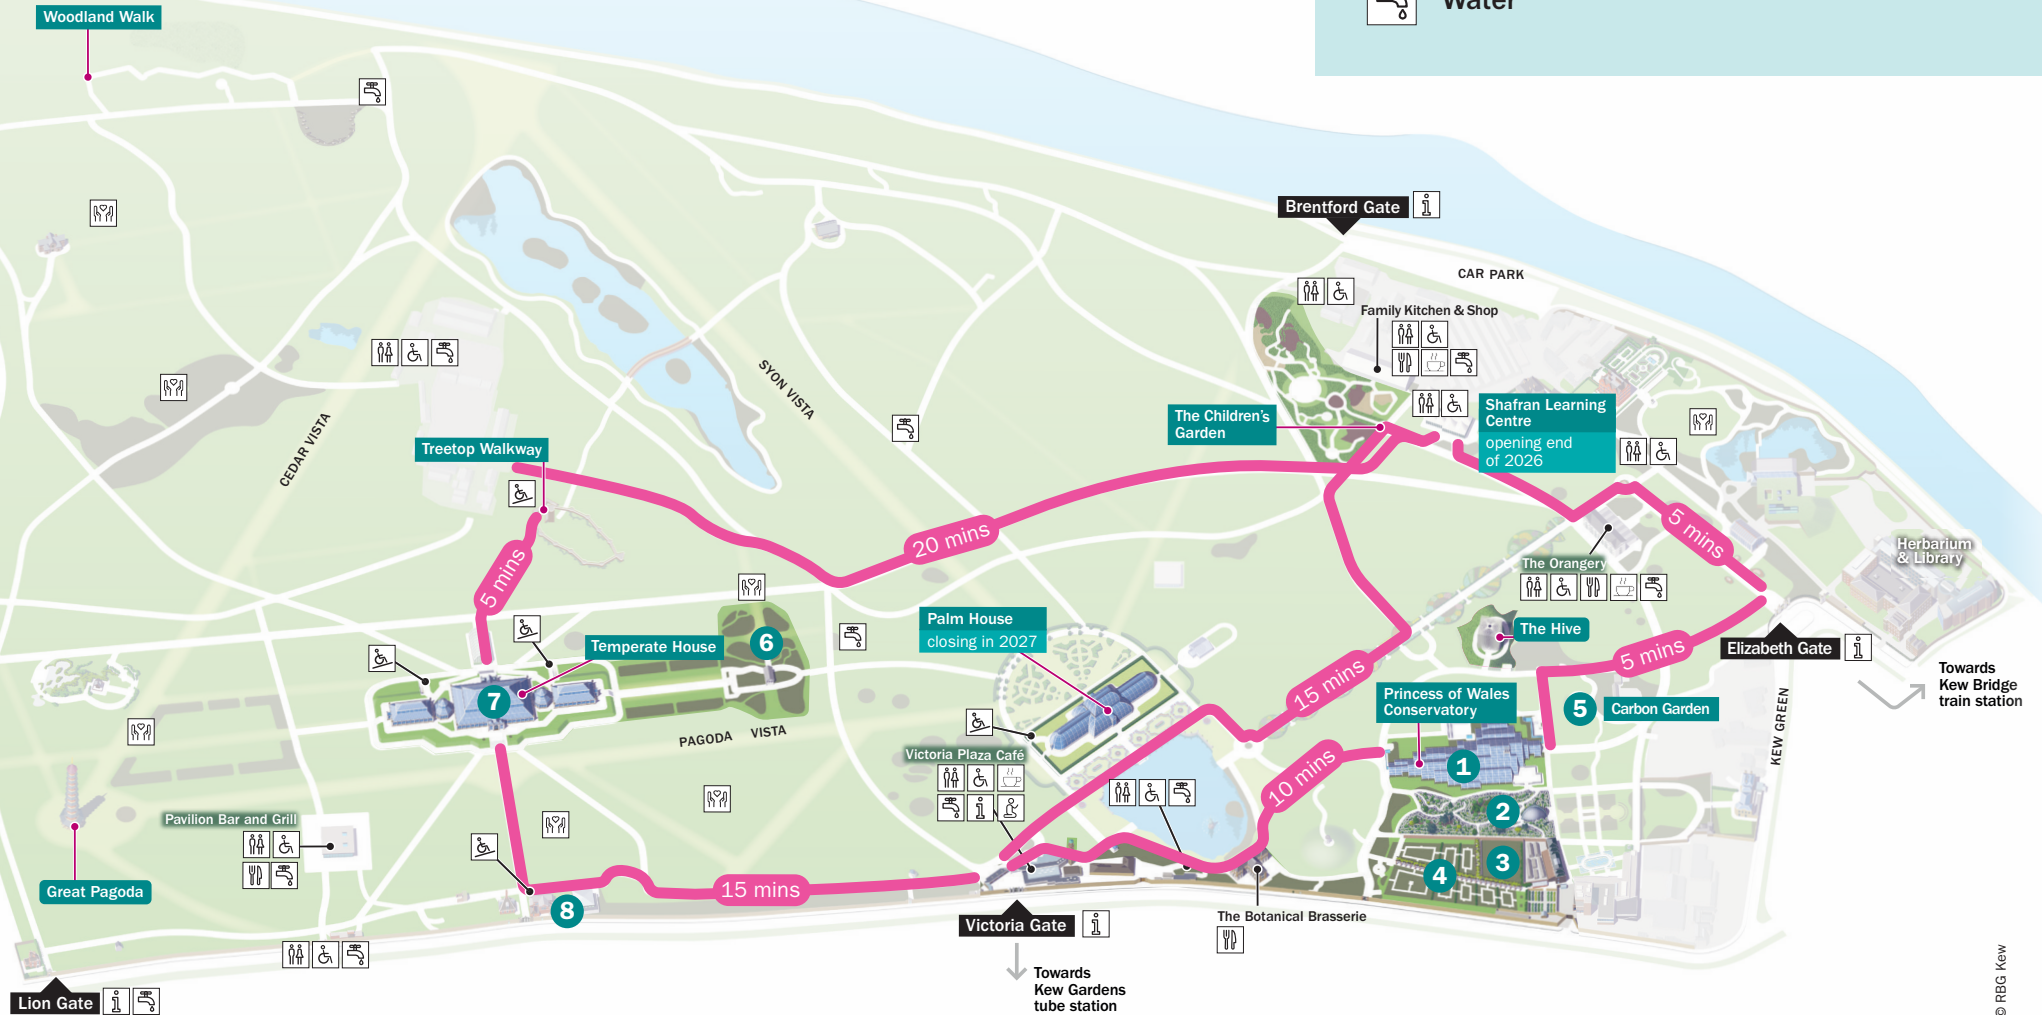 Woodland Walk
Water
Brentford Gate
i
CAR PARK
Family Kitchen & Shop
SYON VISTA
CEDAR VISTA
The Children's
Garden
Shafran Learning
Centre
opening end
of 2026
Treetop Walkway
20 mins
5 mins
5 mins
The Orangery
Herbarium
& Library
Palm House
closing in 2027
The Hive
6
Temperate House
7
5 mins
Elizabeth Gate
i
Towards
Kew Bridge
train station
15 mins
Princess of Wales
Conservatory
5
Carbon Garden
KEW GREEN
PAGODA VISTA
Victoria Plaza Café
i
10 mins
1
2
3
4
Pavilion Bar and Grill
Great Pagoda
15 mins
8
Victoria Gate
i
The Botanical Brasserie
Towards
Kew Gardens
tube station
Lion Gate
i
© RBG Kew